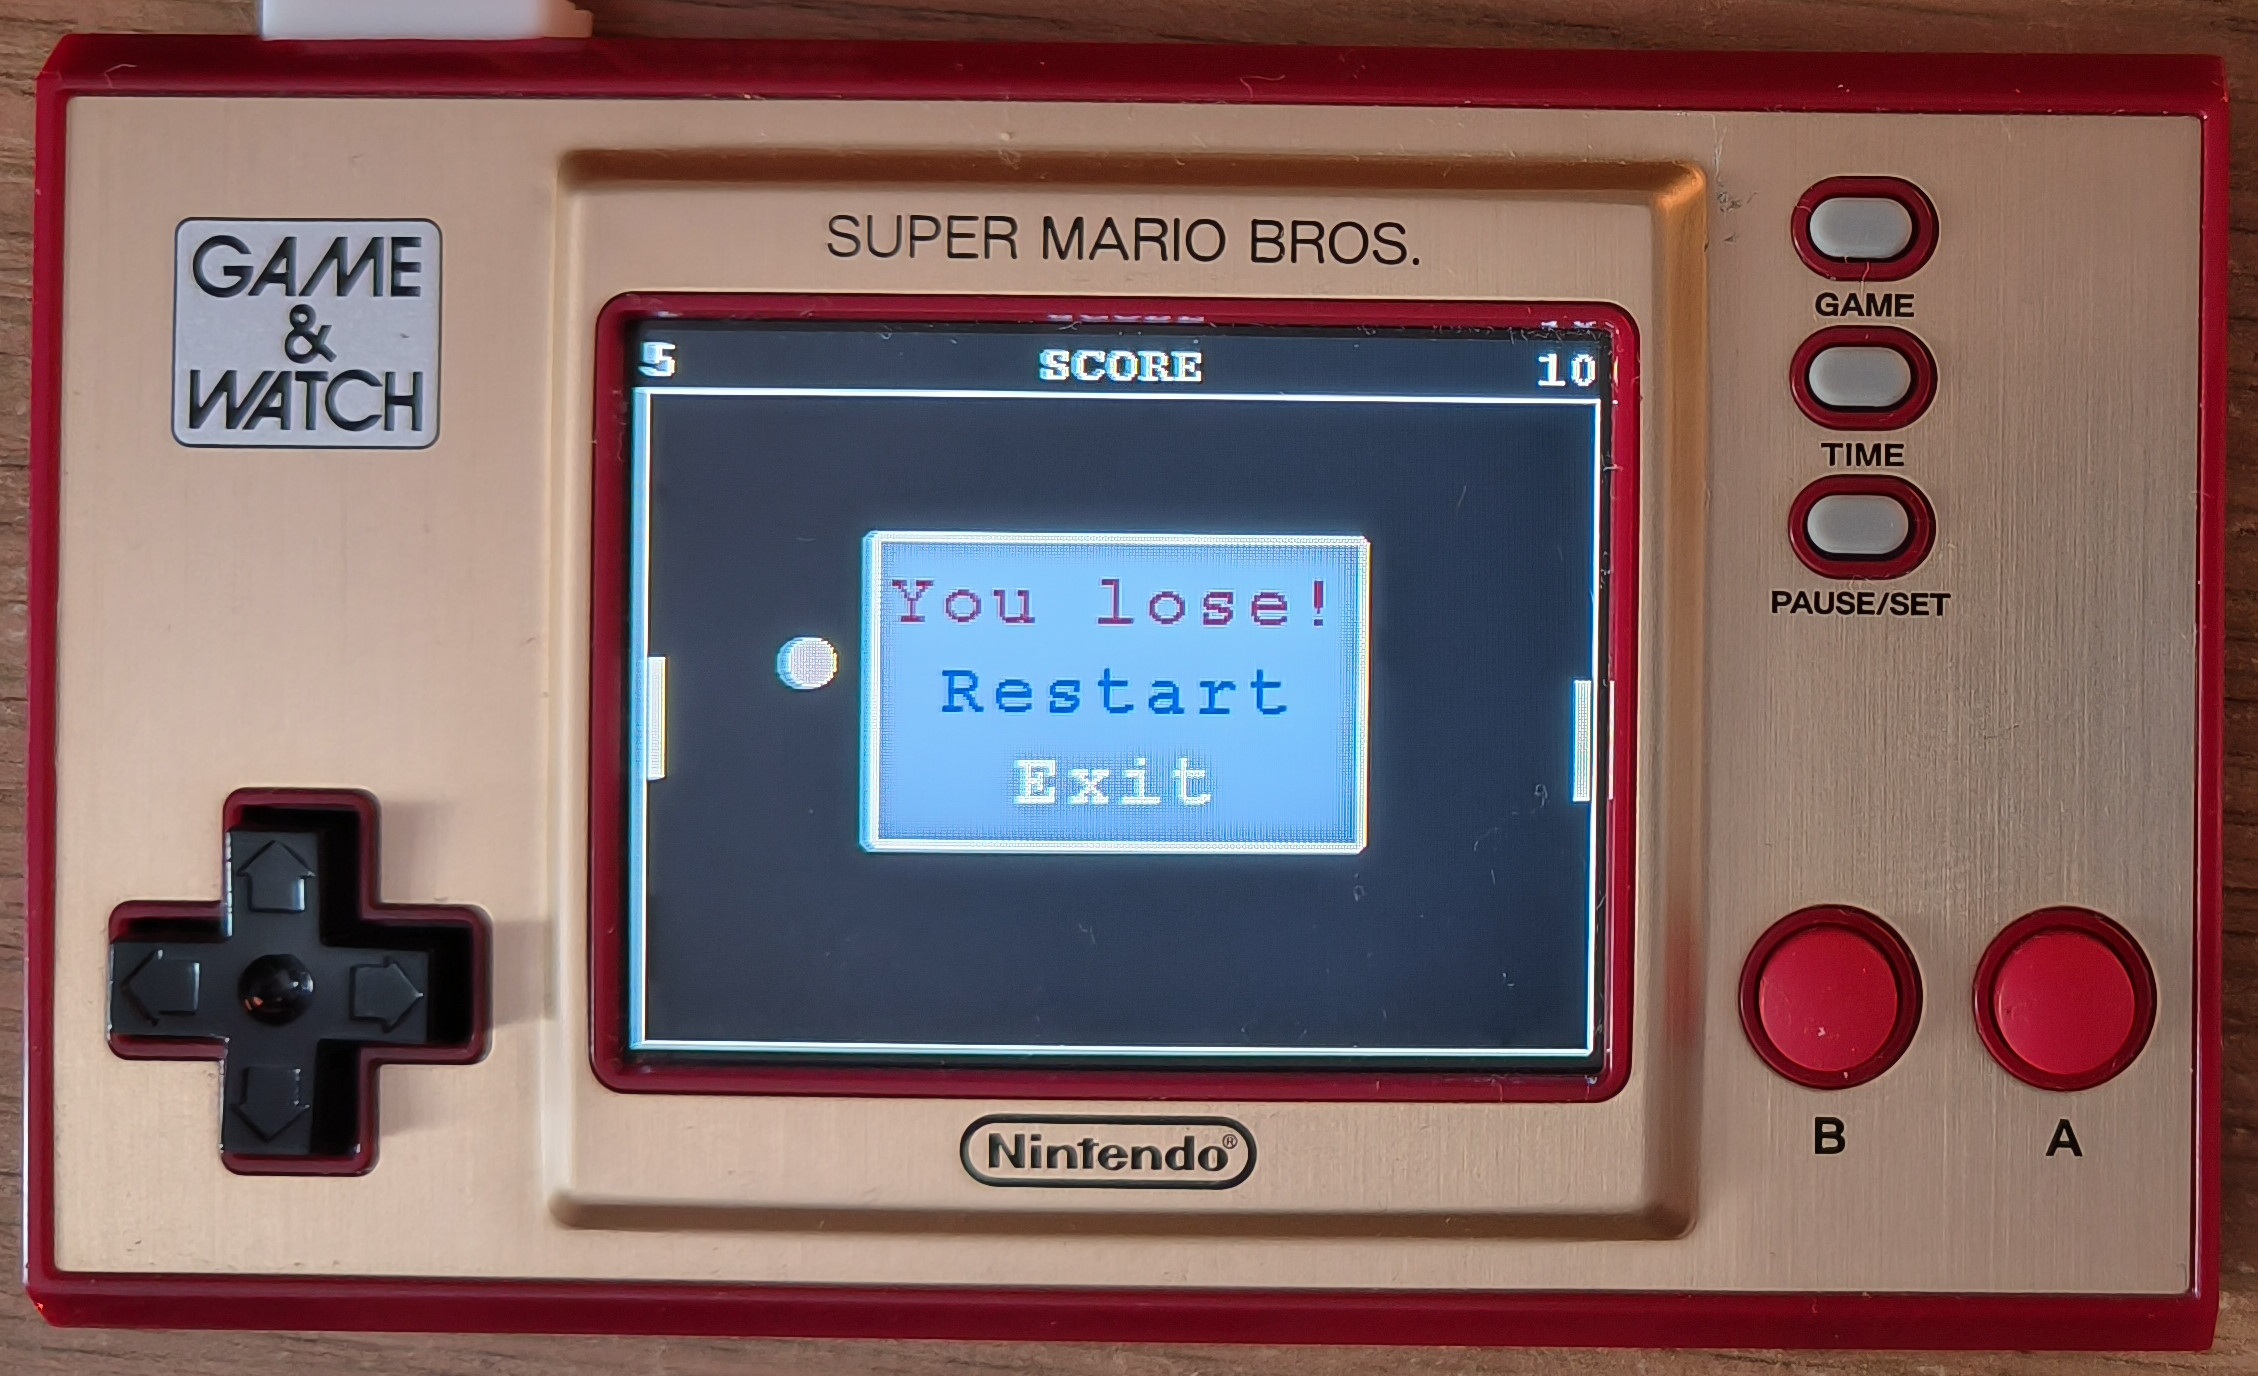 GAME
&
WATCH
SUPER MARIO BROS.
5 SCORE 10
You lose!
Restart
Exit
Nintendo®
GAME
TIME
PAUSE/SET
B A